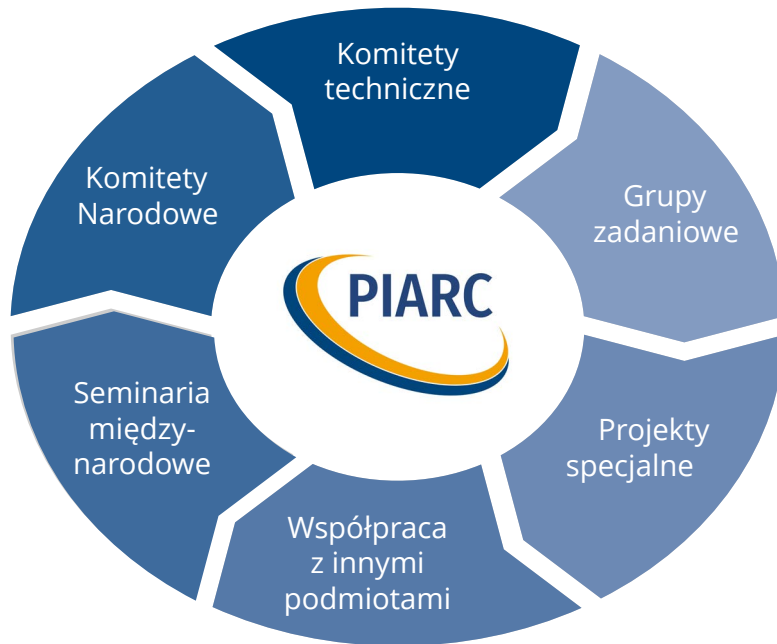 Komitety
techniczne
Grupy
zadaniowe
Projekty
specjalne
Współpraca
z innymi
podmiotami
Seminaria
między-
narodowe
Komitety
Narodowe
PIARC